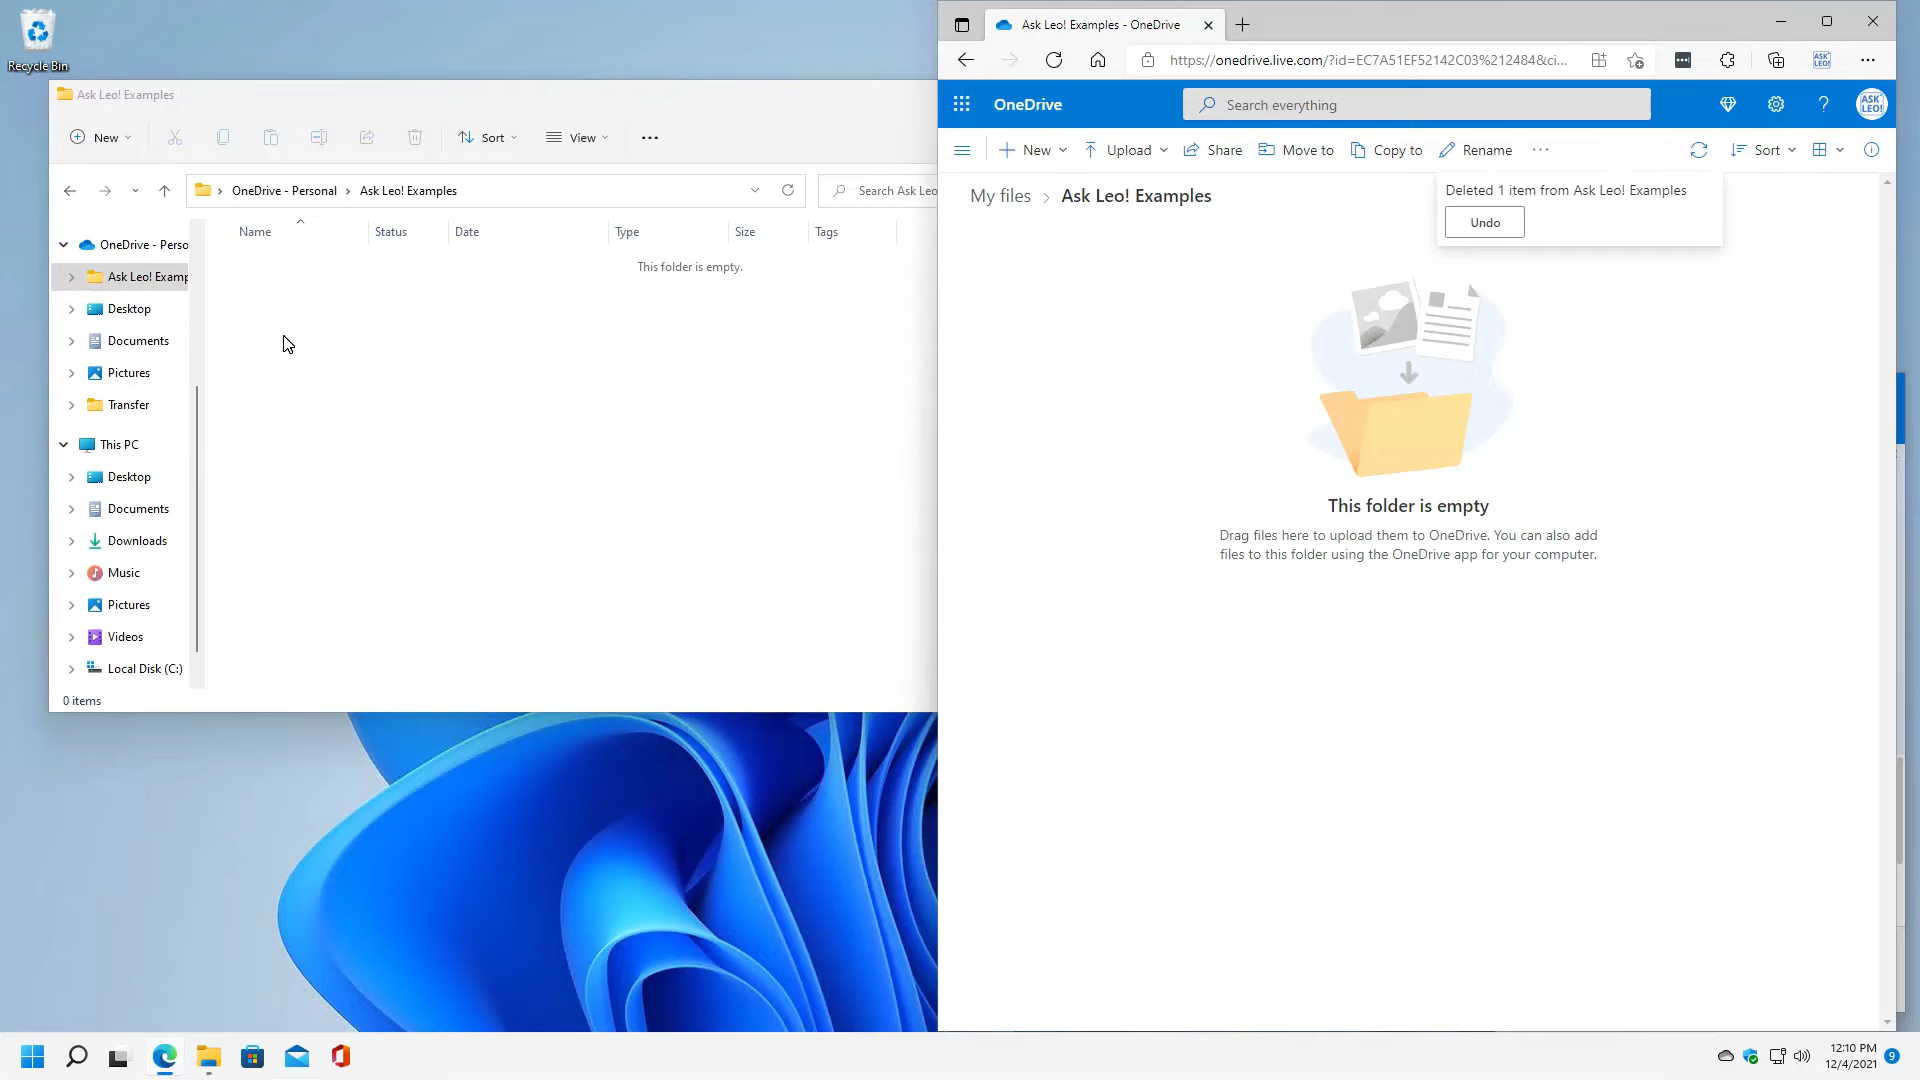 Recycle Bin
Ask Leo! Examples
New
Sort
View
OneDrive - Personal
Ask Leo! Examples
Search Ask Leo
Name
Status
Date
Type
Size
Tags
This folder is empty.
OneDrive - Perso
Ask Leo! Examp
Desktop
Documents
Pictures
Transfer
This PC
Desktop
Documents
Downloads
Music
Pictures
Videos
Local Disk (C:)
0 items
Ask Leo! Examples - OneDrive
https://onedrive.live.com/?id=EC7A51EF52142C03%212484&ci...
ASK LEO!
OneDrive
Search everything
ASK LEO!
New
Upload
Share
Move to
Copy to
Rename
Sort
My files
Ask Leo! Examples
Deleted 1 item from Ask Leo! Examples
Undo
This folder is empty
Drag files here to upload them to OneDrive. You can also add
files to this folder using the OneDrive app for your computer.
12:10 PM
12/4/2021
9